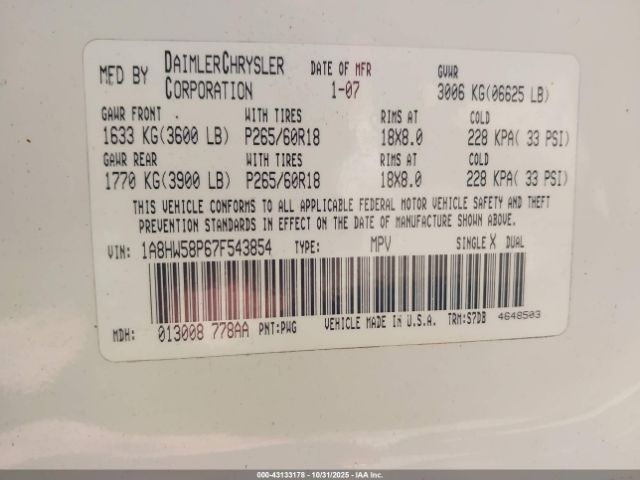 MFD BY DAIMLERCHRYSLER CORPORATION DATE OF MFR 1-07 GVWR 3006 KG(06625 LB)
GAWR FRONT WITH TIRES RIMS AT COLD
1633 KG(3600 LB) P265/60R18 18X8.0 228 KPA( 33 PSI)
GAWR REAR WITH TIRES RIMS AT COLD
1770 KG(3900 LB) P265/60R18 18X8.0 228 KPA( 33 PSI)
THIS VEHICLE CONFORMS TO ALL APPLICABLE FEDERAL MOTOR VEHICLE SAFETY AND THEFT
PREVENTION STANDARDS IN EFFECT ON THE DATE OF MANUFACTURE SHOWN ABOVE.
VIN: 1A8HW58P67F543854 TYPE: MPV SINGLE X DUAL
MDH: 013008 778AA PNT:PWG VEHICLE MADE IN U.S.A. TRM:S7DB 4648503
000-43133178 - 10/31/2025 - IAA Inc.